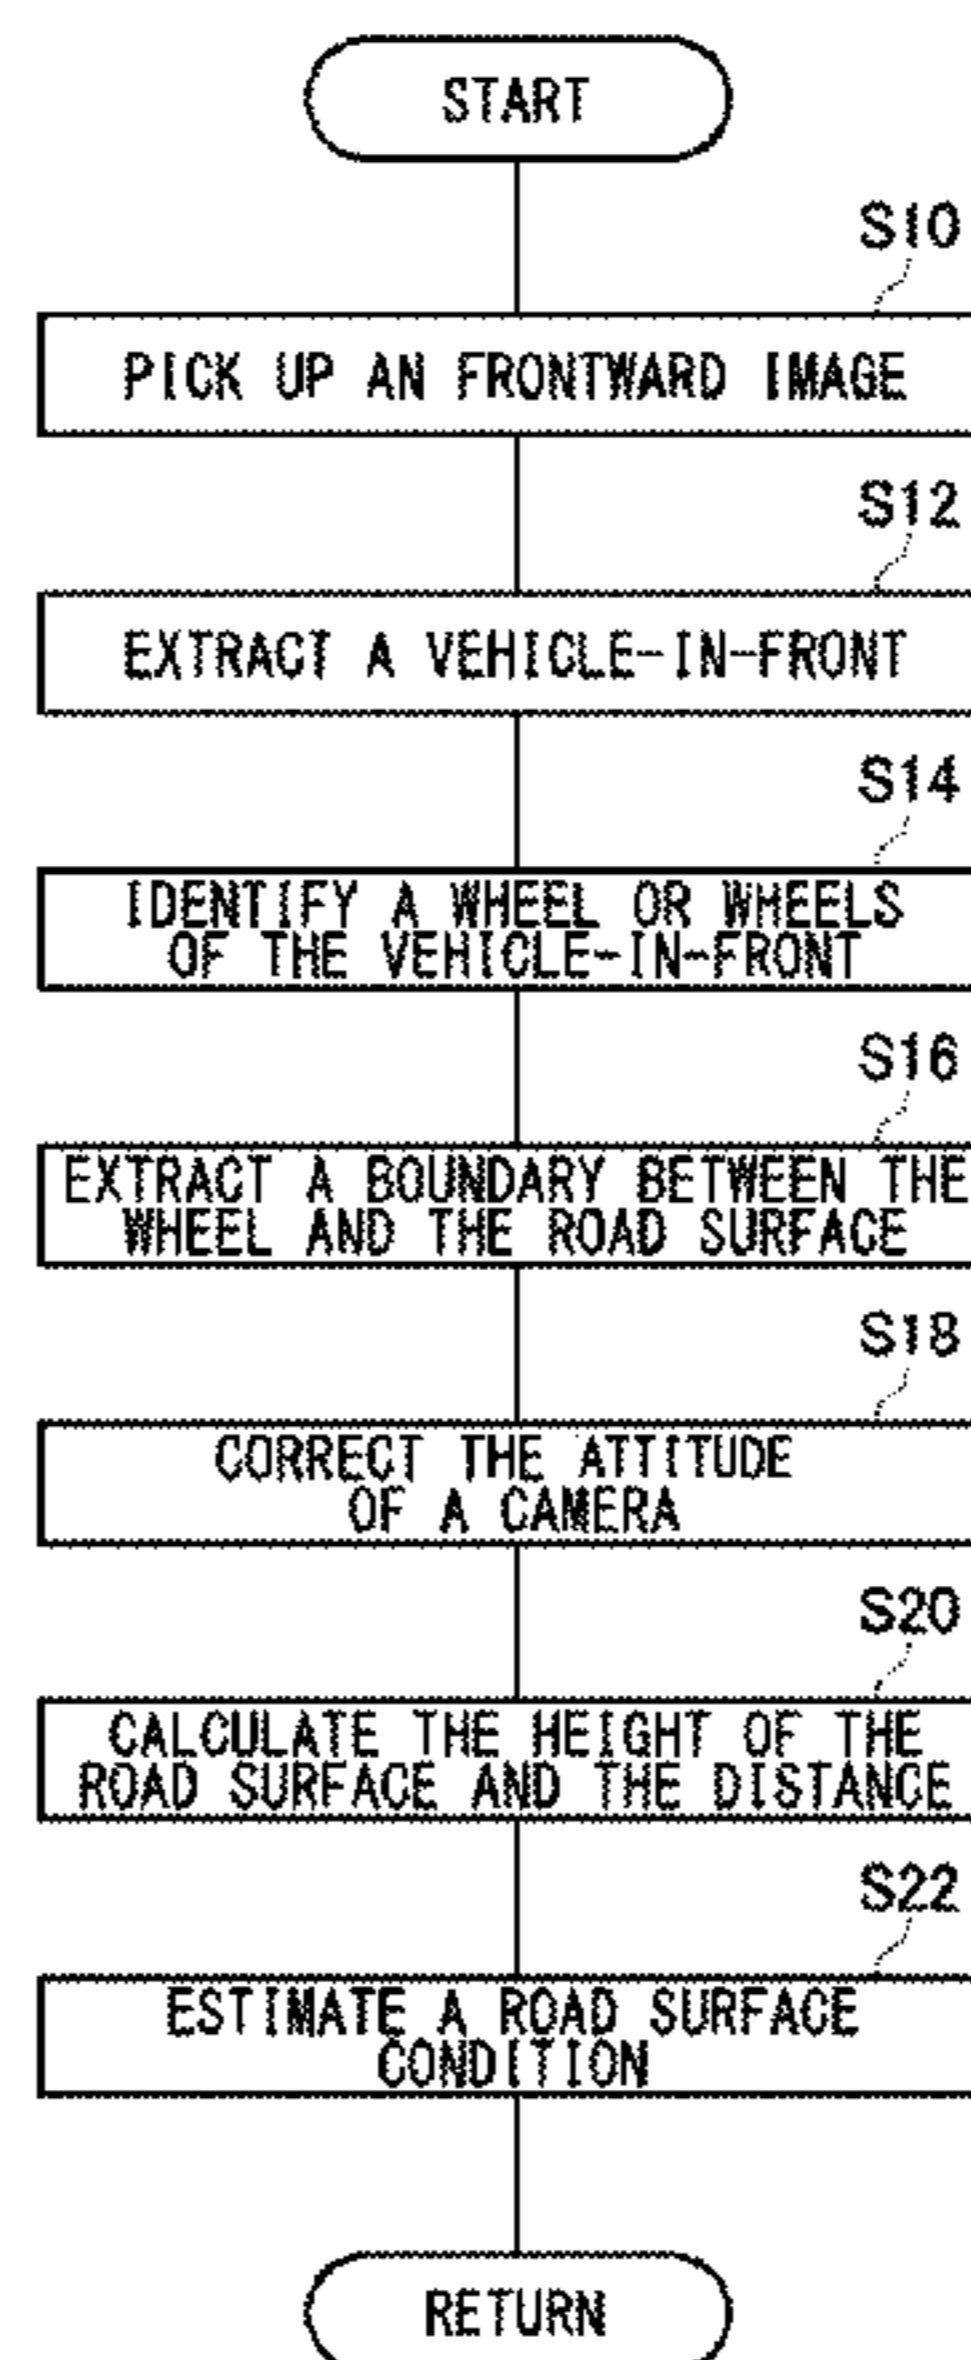 START
S10
PICK UP AN FRONTWARD IMAGE
S12
EXTRACT A VEHICLE-IN-FRONT
S14
IDENTIFY A WHEEL OR WHEELS
OF THE VEHICLE-IN-FRONT
S16
EXTRACT A BOUNDARY BETWEEN THE
WHEEL AND THE ROAD SURFACE
S18
CORRECT THE ATTITUDE
OF A CAMERA
S20
CALCULATE THE HEIGHT OF THE
ROAD SURFACE AND THE DISTANCE
S22
ESTIMATE A ROAD SURFACE
CONDITION
RETURN